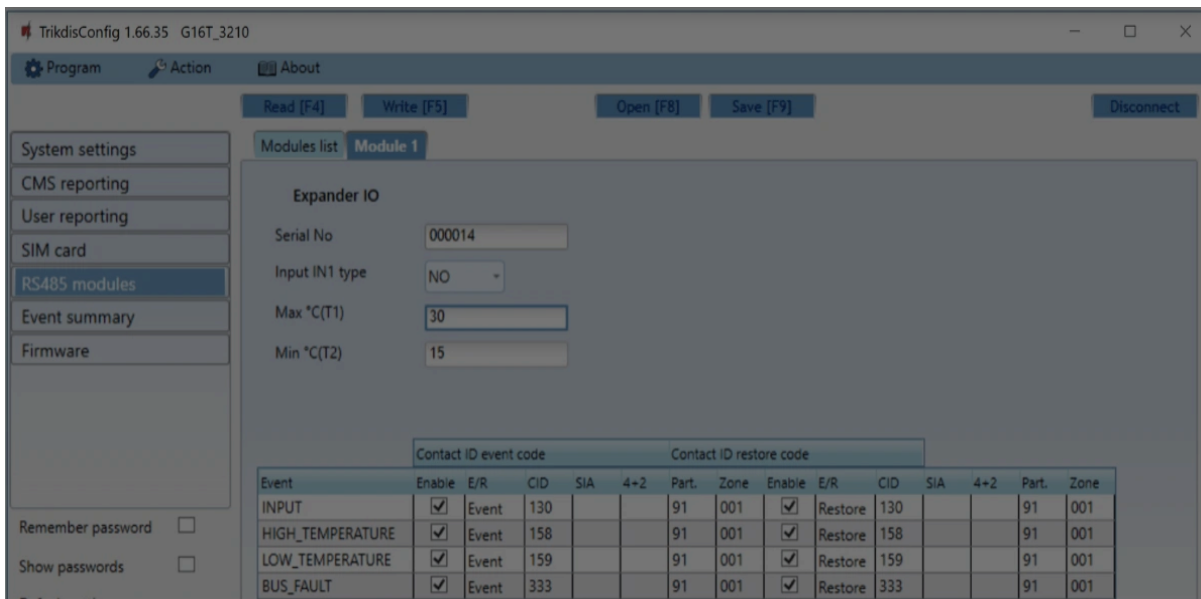 TrikdisConfig 1.66.35 G16T_3210
Program Action About
Read [F4] Write [F5] Open [F8] Save [F9] Disconnect
System settings
CMS reporting
User reporting
SIM card
RS485 modules
Event summary
Firmware
Remember password
Show passwords
Modules list Module 1
Expander IO
Serial No 000014
Input IN1 type NO
Max °C(T1) 30
Min °C(T2) 15
Contact ID event code Contact ID restore code
Event Enable E/R CID SIA 4+2 Part. Zone Enable E/R CID SIA 4+2 Part. Zone
INPUT Event 130 91 001 Restore 130 91 001
HIGH_TEMPERATURE Event 158 91 001 Restore 158 91 001
LOW_TEMPERATURE Event 159 91 001 Restore 159 91 001
BUS_FAULT Event 333 91 001 Restore 333 91 001